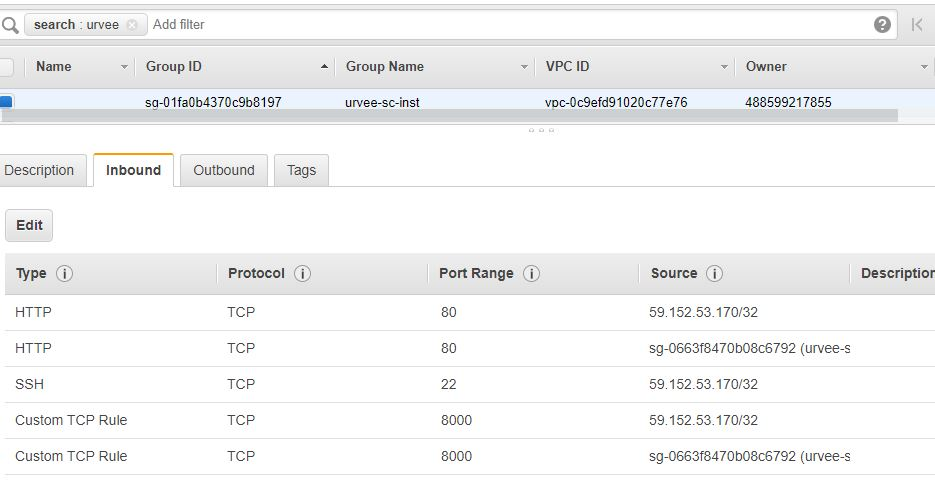 search : urvee Add filter
Name Group ID Group Name VPC ID Owner
sg-01fa0b4370c9b8197 urvee-sc-inst vpc-0c9efd91020c77e76 488599217855
Description Inbound Outbound Tags
Edit
Type Protocol Port Range Source Description
HTTP TCP 80 59.152.53.170/32
HTTP TCP 80 sg-0663f8470b08c6792 (urvee-s
SSH TCP 22 59.152.53.170/32
Custom TCP Rule TCP 8000 59.152.53.170/32
Custom TCP Rule TCP 8000 sg-0663f8470b08c6792 (urvee-s